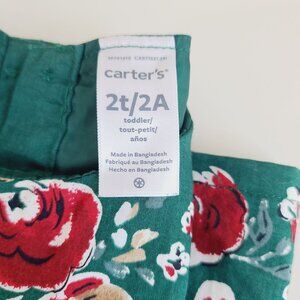 carter's
2t/2A
toddler/
tout-petit/
años
Made in Bangladesh
Fabriqué au Bangladesh
Hecho en Bangladesh